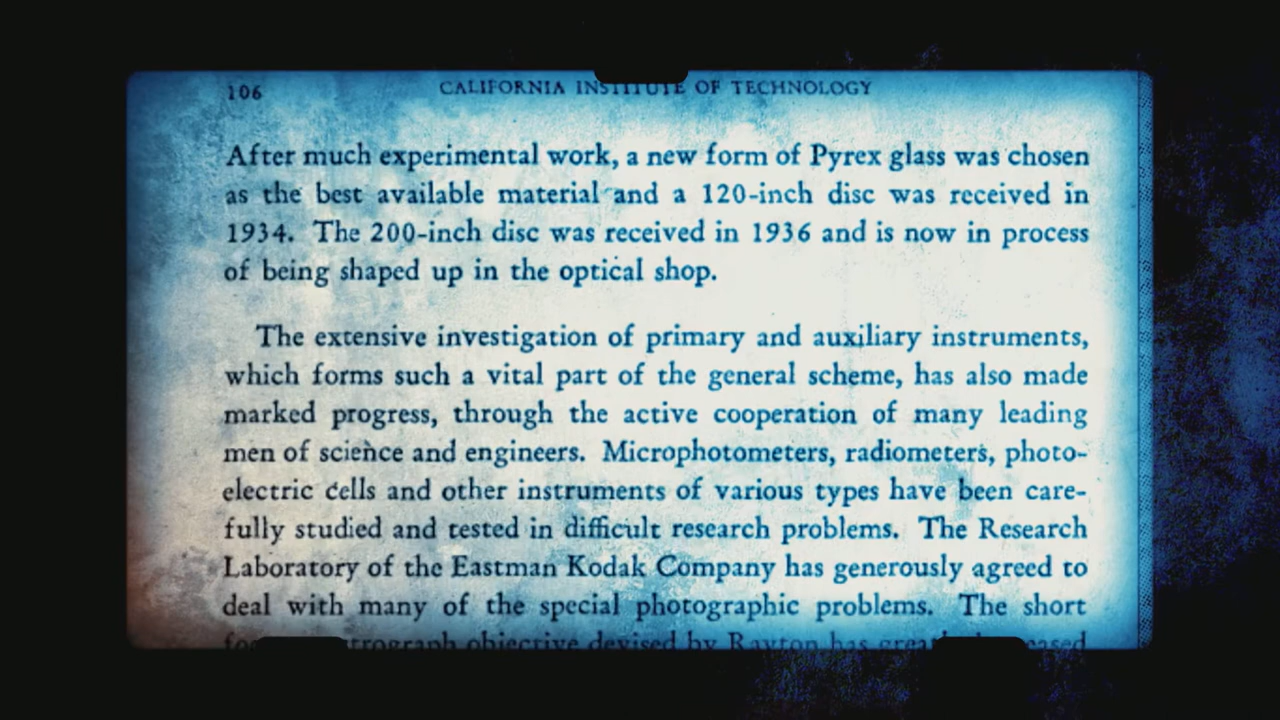 106 CALIFORNIA INSTITUTE OF TECHNOLOGY
After much experimental work, a new form of Pyrex glass was chosen
as the best available material and a 120-inch disc was received in
1934. The 200-inch disc was received in 1936 and is now in process
of being shaped up in the optical shop.
The extensive investigation of primary and auxiliary instruments,
which forms such a vital part of the general scheme, has also made
marked progress, through the active cooperation of many leading
men of science and engineers. Microphotometers, radiometers, photo-
electric cells and other instruments of various types have been care-
fully studied and tested in difficult research problems. The Research
Laboratory of the Eastman Kodak Company has generously agreed to
deal with many of the special photographic problems. The short
objective devised by Rayton has